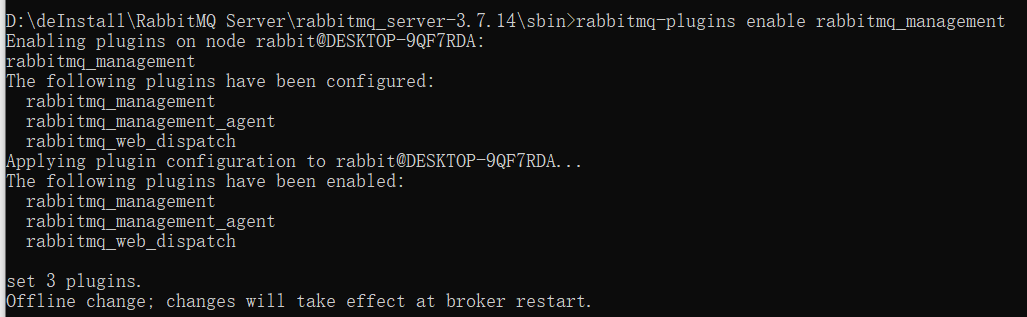 D:\deInstall\RabbitMQ Server\rabbitmq_server-3.7.14\sbin>rabbitmq-plugins enable rabbitmq_management
Enabling plugins on node rabbit@DESKTOP-9QF7RDA:
rabbitmq_management
The following plugins have been configured:
  rabbitmq_management
  rabbitmq_management_agent
  rabbitmq_web_dispatch
Applying plugin configuration to rabbit@DESKTOP-9QF7RDA...
The following plugins have been enabled:
  rabbitmq_management
  rabbitmq_management_agent
  rabbitmq_web_dispatch

set 3 plugins.
Offline change; changes will take effect at broker restart.